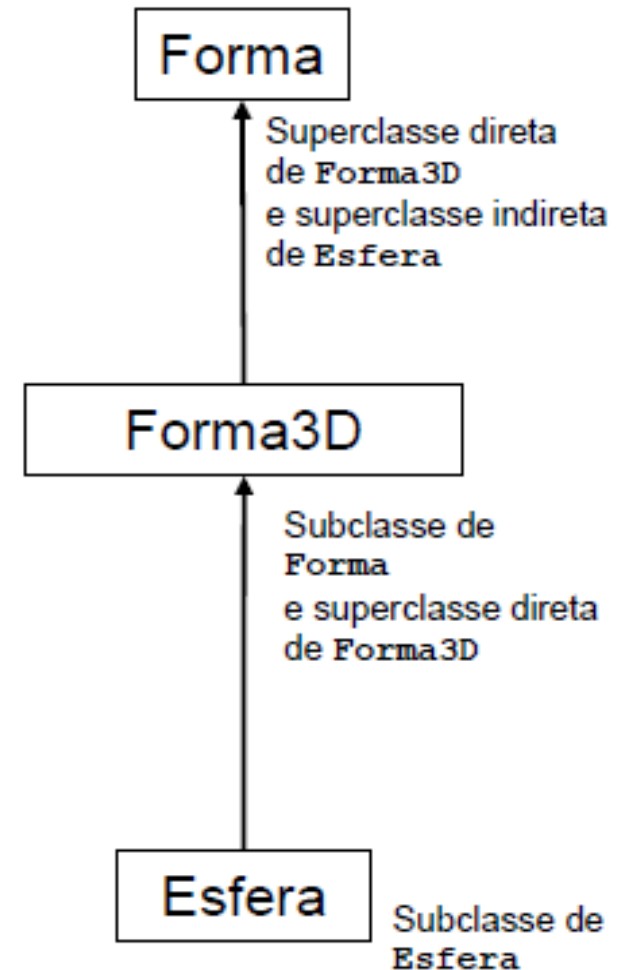 Forma
Superclasse direta
de Forma3D
e superclasse indireta
de Esfera
Forma3D
Subclasse de
Forma
e superclasse direta
de Forma3D
Esfera
Subclasse de
Esfera